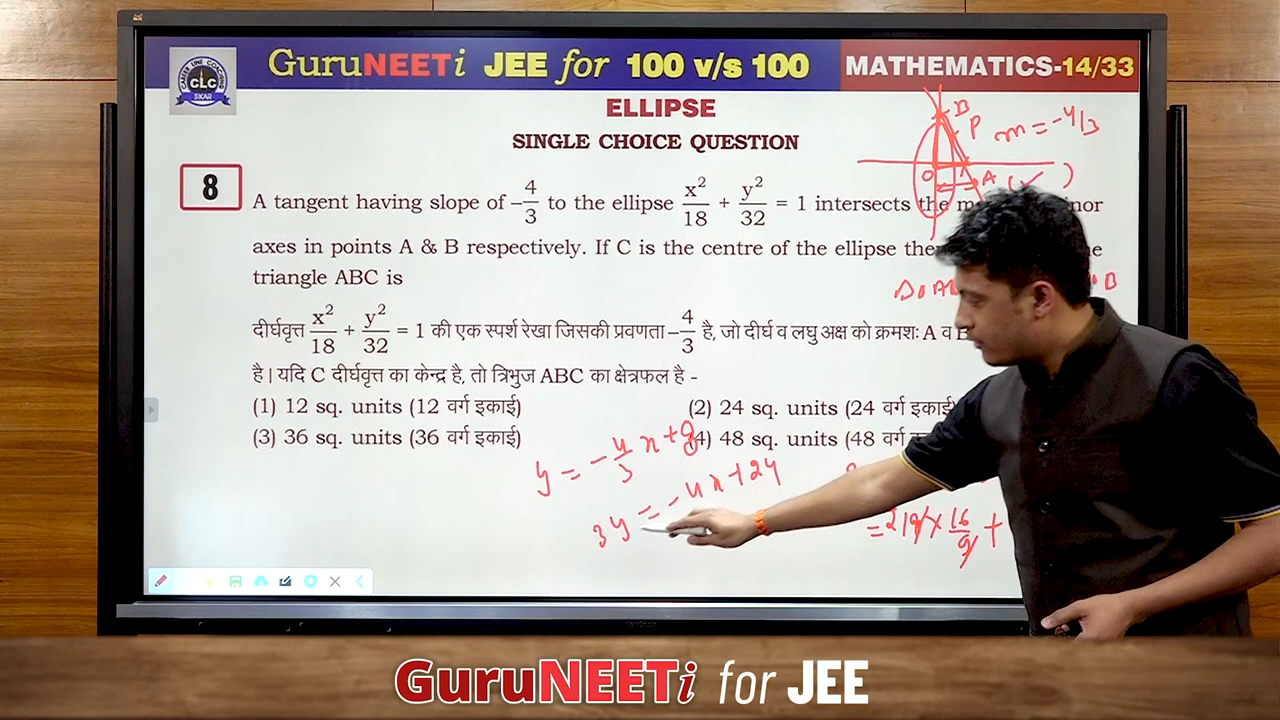 GuruNEETi JEE for 100 v/s 100
MATHEMATICS-14/33
CLC
SIKAR
ELLIPSE
SINGLE CHOICE QUESTION
8
A tangent having slope of –4/3 to the ellipse x²/18 + y²/32 = 1 intersects the
axes in points A & B respectively. If C is the centre of the ellipse
triangle ABC is
दीर्घवृत्त x²/18 + y²/32 = 1 की एक स्पर्श रेखा जिसकी प्रवणता –4/3 है, जो दीर्घ व लघु अक्ष को क्रमशः A व B
है। यदि C दीर्घवृत्त का केन्द्र है, तो त्रिभुज ABC का क्षेत्रफल है -
(1) 12 sq. units (12 वर्ग इकाई)
(2) 24 sq. units (24 वर्ग इकाई)
(3) 36 sq. units (36 वर्ग इकाई)
(4) 48 sq. units (48 वर्ग
B
P
m = -4/3
O
A
y = -4/3 x + 8
3y = -4x + 24
GuruNEETi for JEE